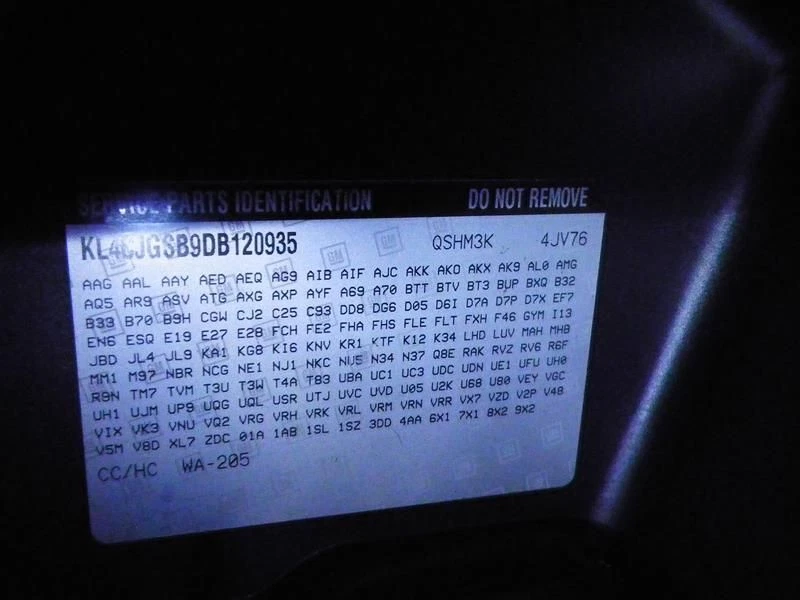 SERVICE PARTS IDENTIFICATION DO NOT REMOVE
KL4CJGSB9DB120935 QSHM3K 4JV76
AAG AAL AAY AED AEQ AG9 AIB AIF AJC AKK AKO AKX AK9 AL0 AMG
AQ5 AR9 ASV ATG AXG AXP AYF A69 A70 BTT BTV BT3 BUP BXQ B32
B33 B70 B9H CGW CJ2 C25 C93 DD8 DG6 D05 D6I D7A D7P D7X EF7
EN6 ESQ E19 E27 E28 FCH FE2 FHA FHS FLE FLT FXH F46 GYM I13
JBD JL4 JL9 KA1 KG8 KI6 KNV KR1 KTF K12 K34 LHD LUV MAH MHB
MM1 M97 NBR NCG NE1 NJ1 NKC NU5 N34 N37 Q8E RAK RVZ RV6 R6F
R9N TM7 TVM T3U T3W T4A T83 UBA UC1 UC3 UDC UDN UE1 UFU UH0
UH1 UJM UP9 UQG UQL USR UTJ UVC UVD U05 U2K U68 U80 VEY VGC
VIX VK3 VNU VQ2 VRG VRH VRK VRL VRM VRN VRR VX7 VZD V2P V48
V5M V8D XL7 ZDC 01A 1AB 1SL 1SZ 3DD 4AA 6X1 7X1 8X2 9X2
CC/HC WA-205